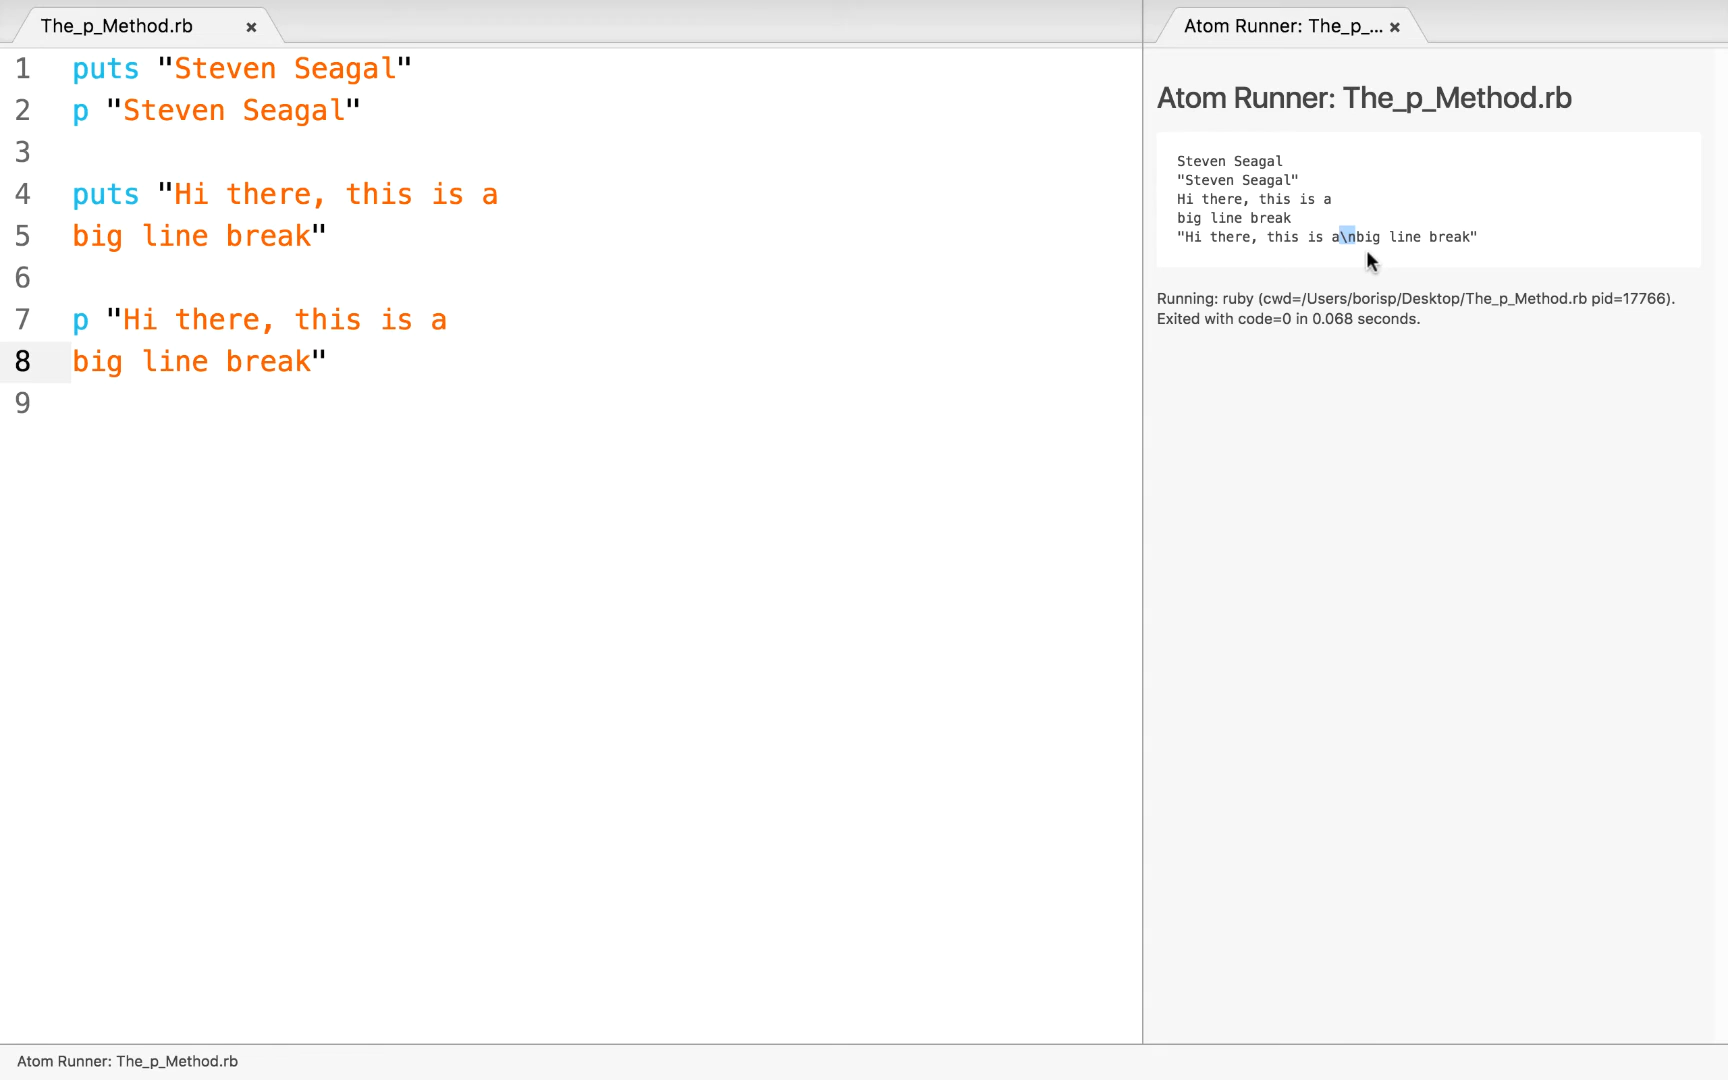 The_p_Method.rb
Atom Runner: The_p_...
1 puts "Steven Seagal"
2 p "Steven Seagal"
3
4 puts "Hi there, this is a
5 big line break"
6
7 p "Hi there, this is a
8 big line break"
9
Atom Runner: The_p_Method.rb
Steven Seagal
"Steven Seagal"
Hi there, this is a
big line break
"Hi there, this is a\nbig line break"
Running: ruby (cwd=/Users/borisp/Desktop/The_p_Method.rb pid=17766).
Exited with code=0 in 0.068 seconds.
Atom Runner: The_p_Method.rb